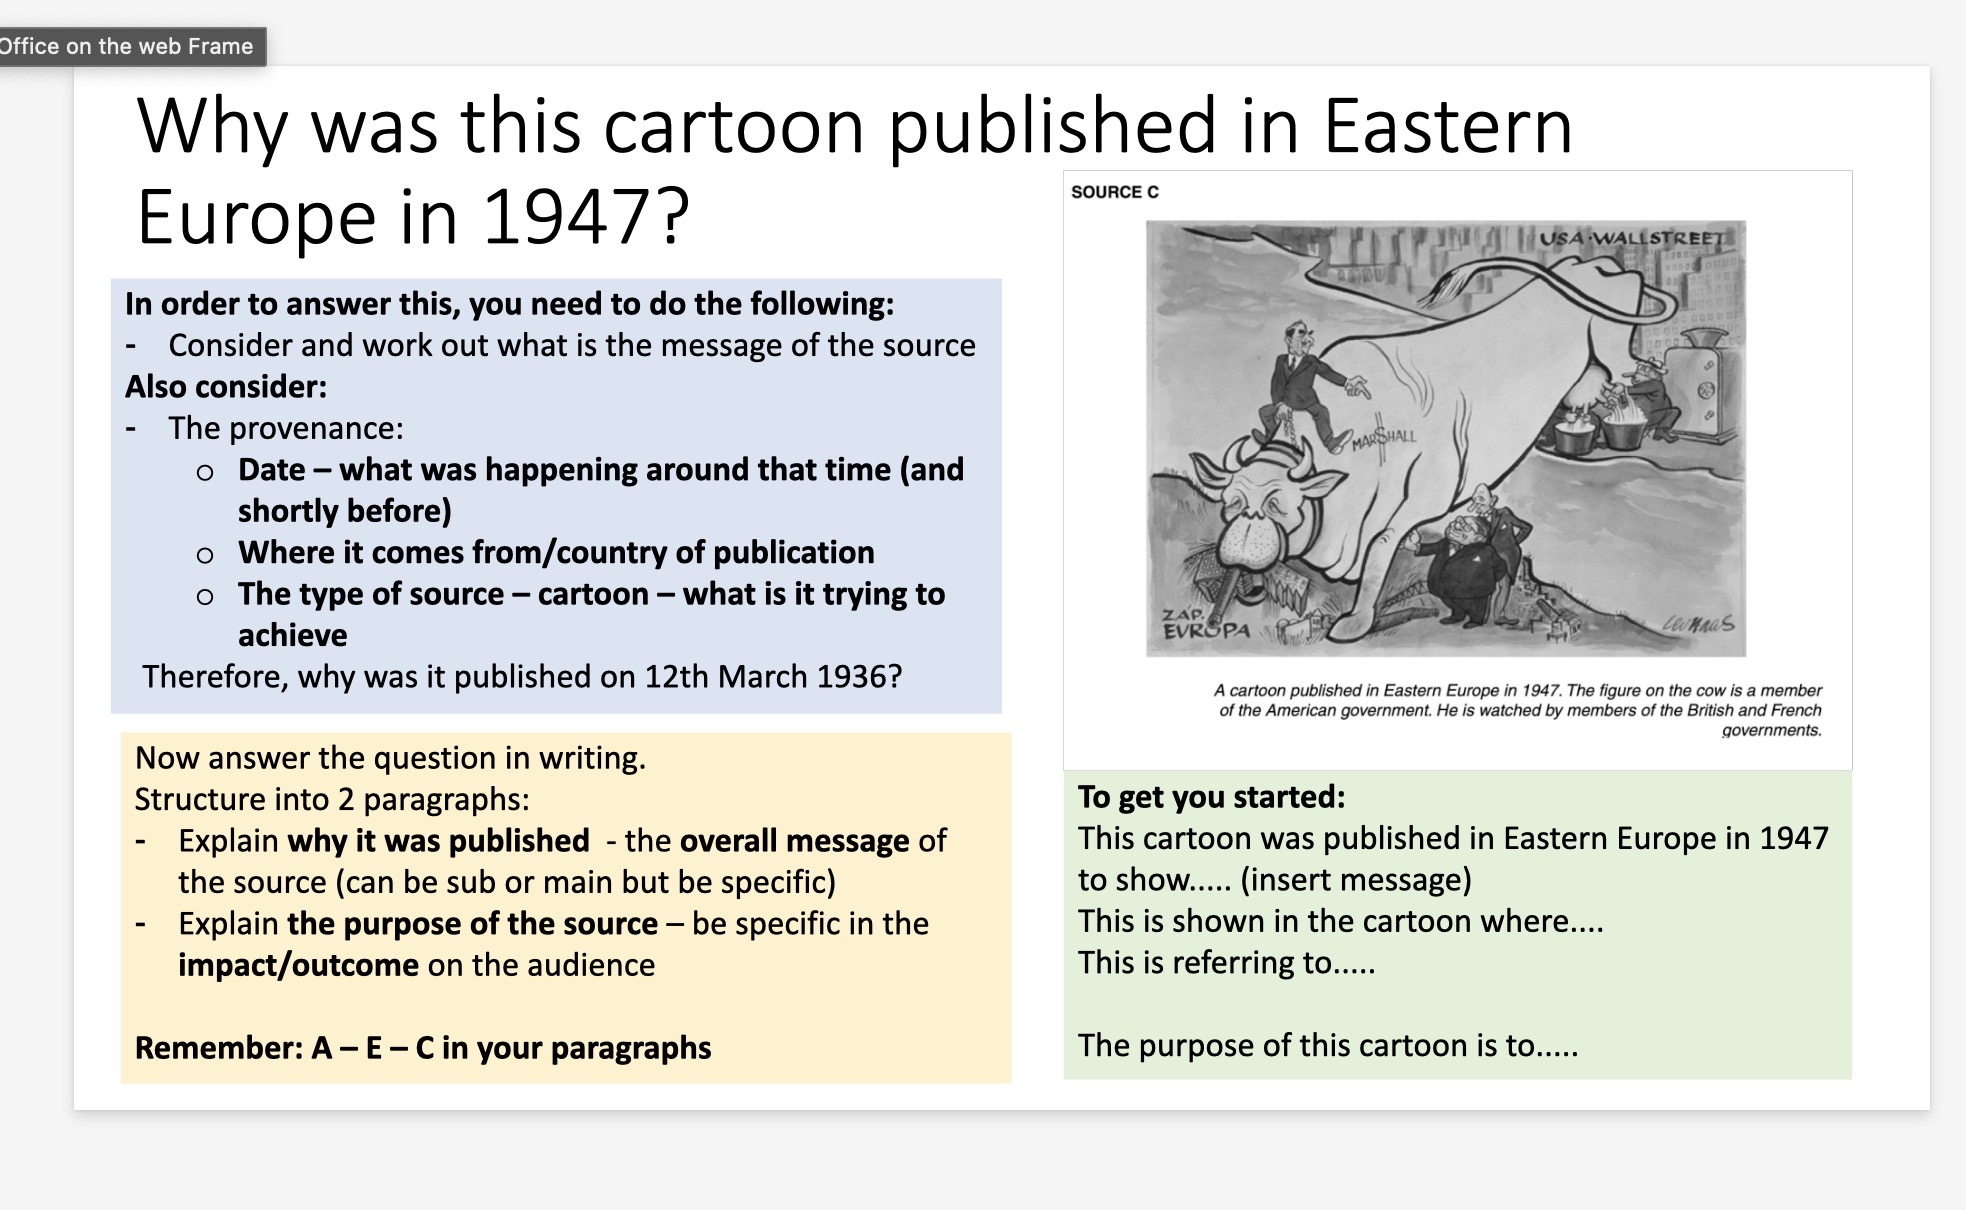 Office on the web Frame
Why was this cartoon published in Eastern
Europe in 1947?
In order to answer this, you need to do the following:
- Consider and work out what is the message of the source
Also consider:
- The provenance:
o Date – what was happening around that time (and
shortly before)
o Where it comes from/country of publication
o The type of source – cartoon – what is it trying to
achieve
Therefore, why was it published on 12th March 1936?
Now answer the question in writing.
Structure into 2 paragraphs:
- Explain why it was published - the overall message of
the source (can be sub or main but be specific)
- Explain the purpose of the source – be specific in the
impact/outcome on the audience
Remember: A – E – C in your paragraphs
SOURCE C
USA·WALLSTREET
MAR$HALL
ZAP.
EVROPA
Leo Haas
A cartoon published in Eastern Europe in 1947. The figure on the cow is a member
of the American government. He is watched by members of the British and French
governments.
To get you started:
This cartoon was published in Eastern Europe in 1947
to show..... (insert message)
This is shown in the cartoon where....
This is referring to.....
The purpose of this cartoon is to.....